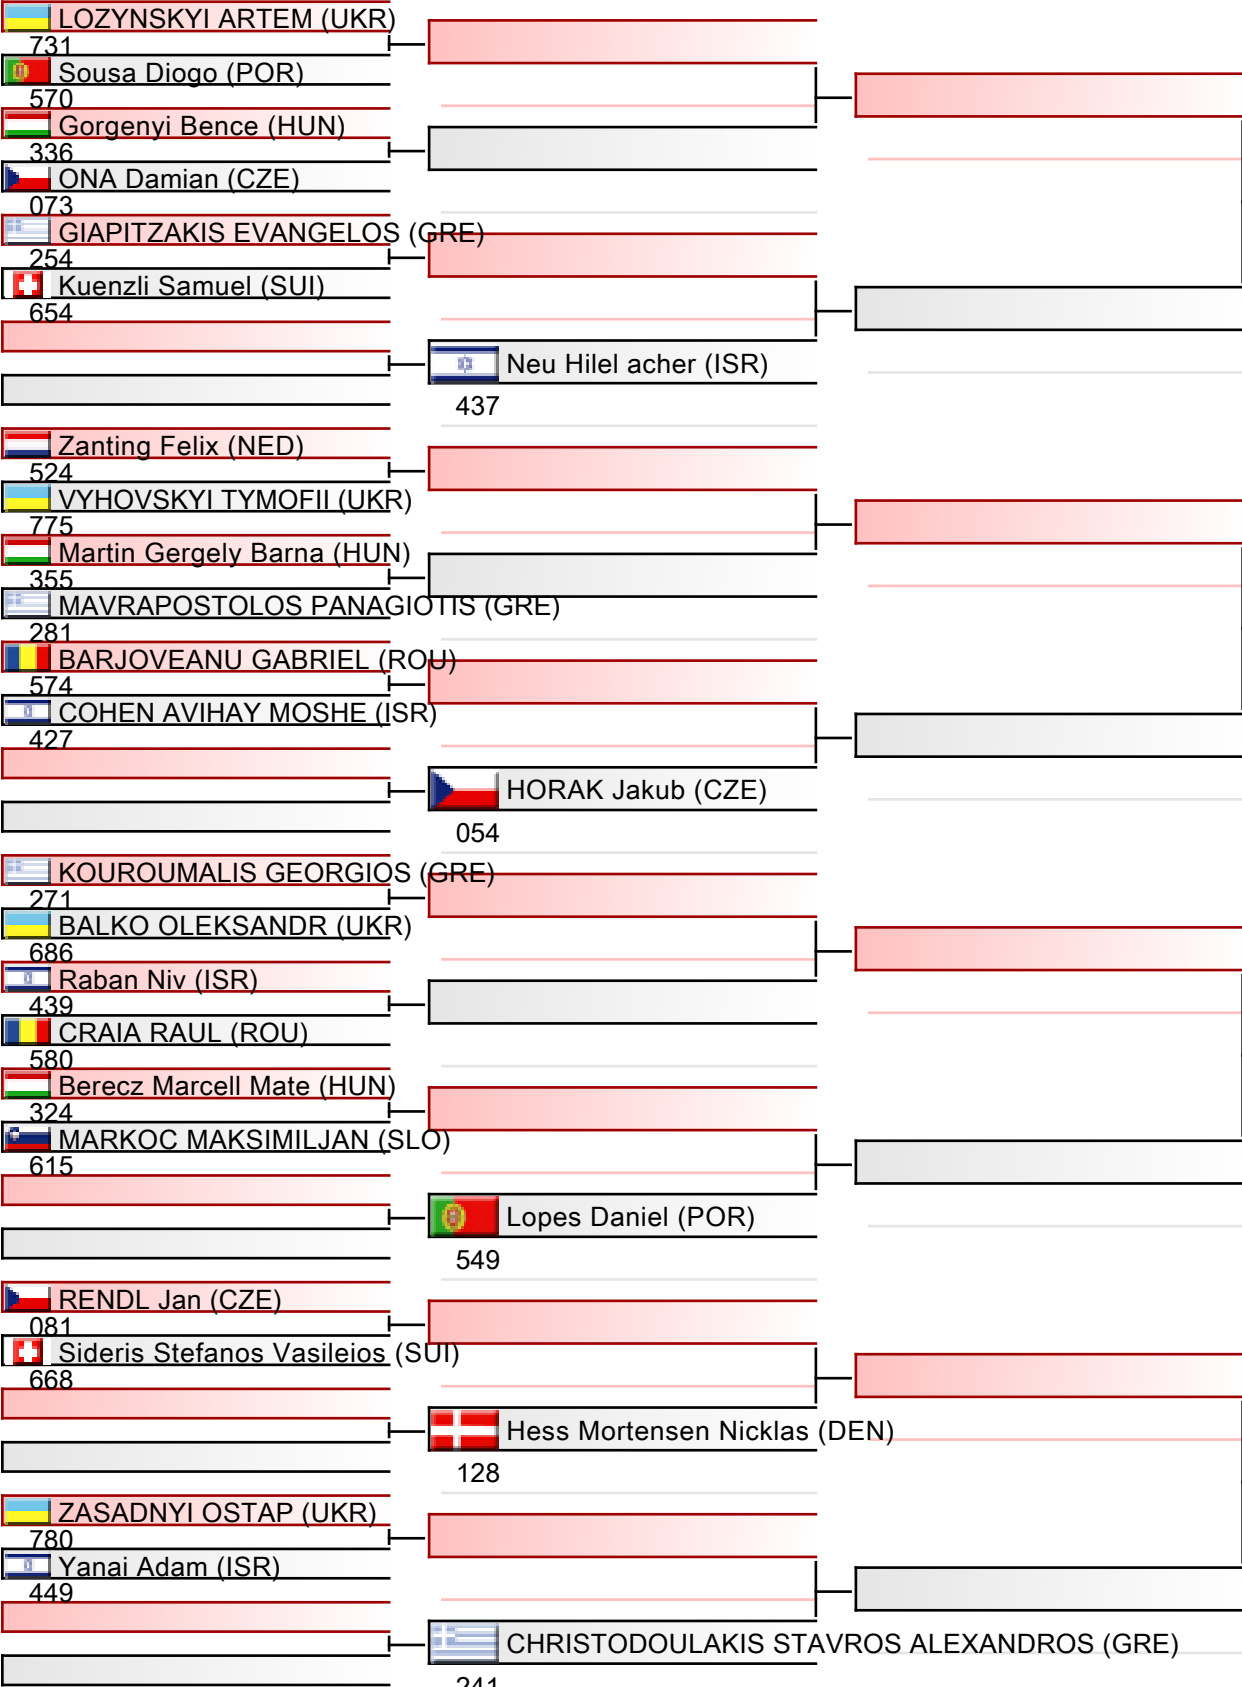 LOZYNSKYI ARTEM (UKR)
731
Sousa Diogo (POR)
570
Gorgenyi Bence (HUN)
336
ONA Damian (CZE)
073
GIAPITZAKIS EVANGELOS (GRE)
254
Kuenzli Samuel (SUI)
654
Neu Hilel acher (ISR)
437
Zanting Felix (NED)
524
VYHOVSKYI TYMOFII (UKR)
775
Martin Gergely Barna (HUN)
355
MAVRAPOSTOLOS PANAGIOTIS (GRE)
281
BARJOVEANU GABRIEL (ROU)
574
COHEN AVIHAY MOSHE (ISR)
427
HORAK Jakub (CZE)
054
KOUROUMALIS GEORGIOS (GRE)
271
BALKO OLEKSANDR (UKR)
686
Raban Niv (ISR)
439
CRAIA RAUL (ROU)
580
Berecz Marcell Mate (HUN)
324
MARKOC MAKSIMILJAN (SLO)
615
Lopes Daniel (POR)
549
RENDL Jan (CZE)
081
Sideris Stefanos Vasileios (SUI)
668
Hess Mortensen Nicklas (DEN)
128
ZASADNYI OSTAP (UKR)
780
Yanai Adam (ISR)
449
CHRISTODOULAKIS STAVROS ALEXANDROS (GRE)
241